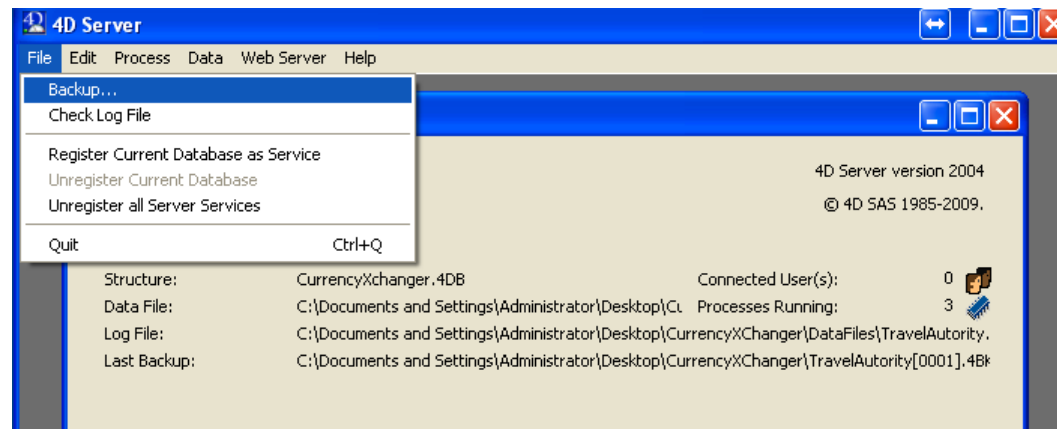 4D Server
File Edit Process Data Web Server Help
Backup...
Check Log File
Register Current Database as Service
Unregister Current Database
Unregister all Server Services
Quit Ctrl+Q
4D Server version 2004
© 4D SAS 1985-2009.
Structure: CurrencyXchanger.4DB Connected User(s): 0
Data File: C:\Documents and Settings\Administrator\Desktop\Cu Processes Running: 3
Log File: C:\Documents and Settings\Administrator\Desktop\CurrencyXChanger\DataFiles\TravelAutority.
Last Backup: C:\Documents and Settings\Administrator\Desktop\CurrencyXChanger\TravelAutority[0001].4BK